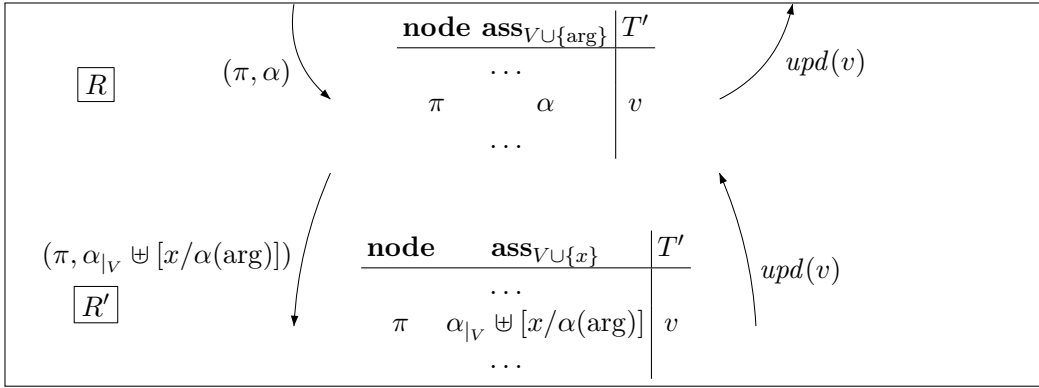 node ass_{V∪{arg}} T′
(π, α) … upd(v)
R π α v
…
(π, α_{|V} ⊎ [x/α(arg)]) node ass_{V∪{x}} T′ upd(v)
…
R′ π α_{|V} ⊎ [x/α(arg)] v
…